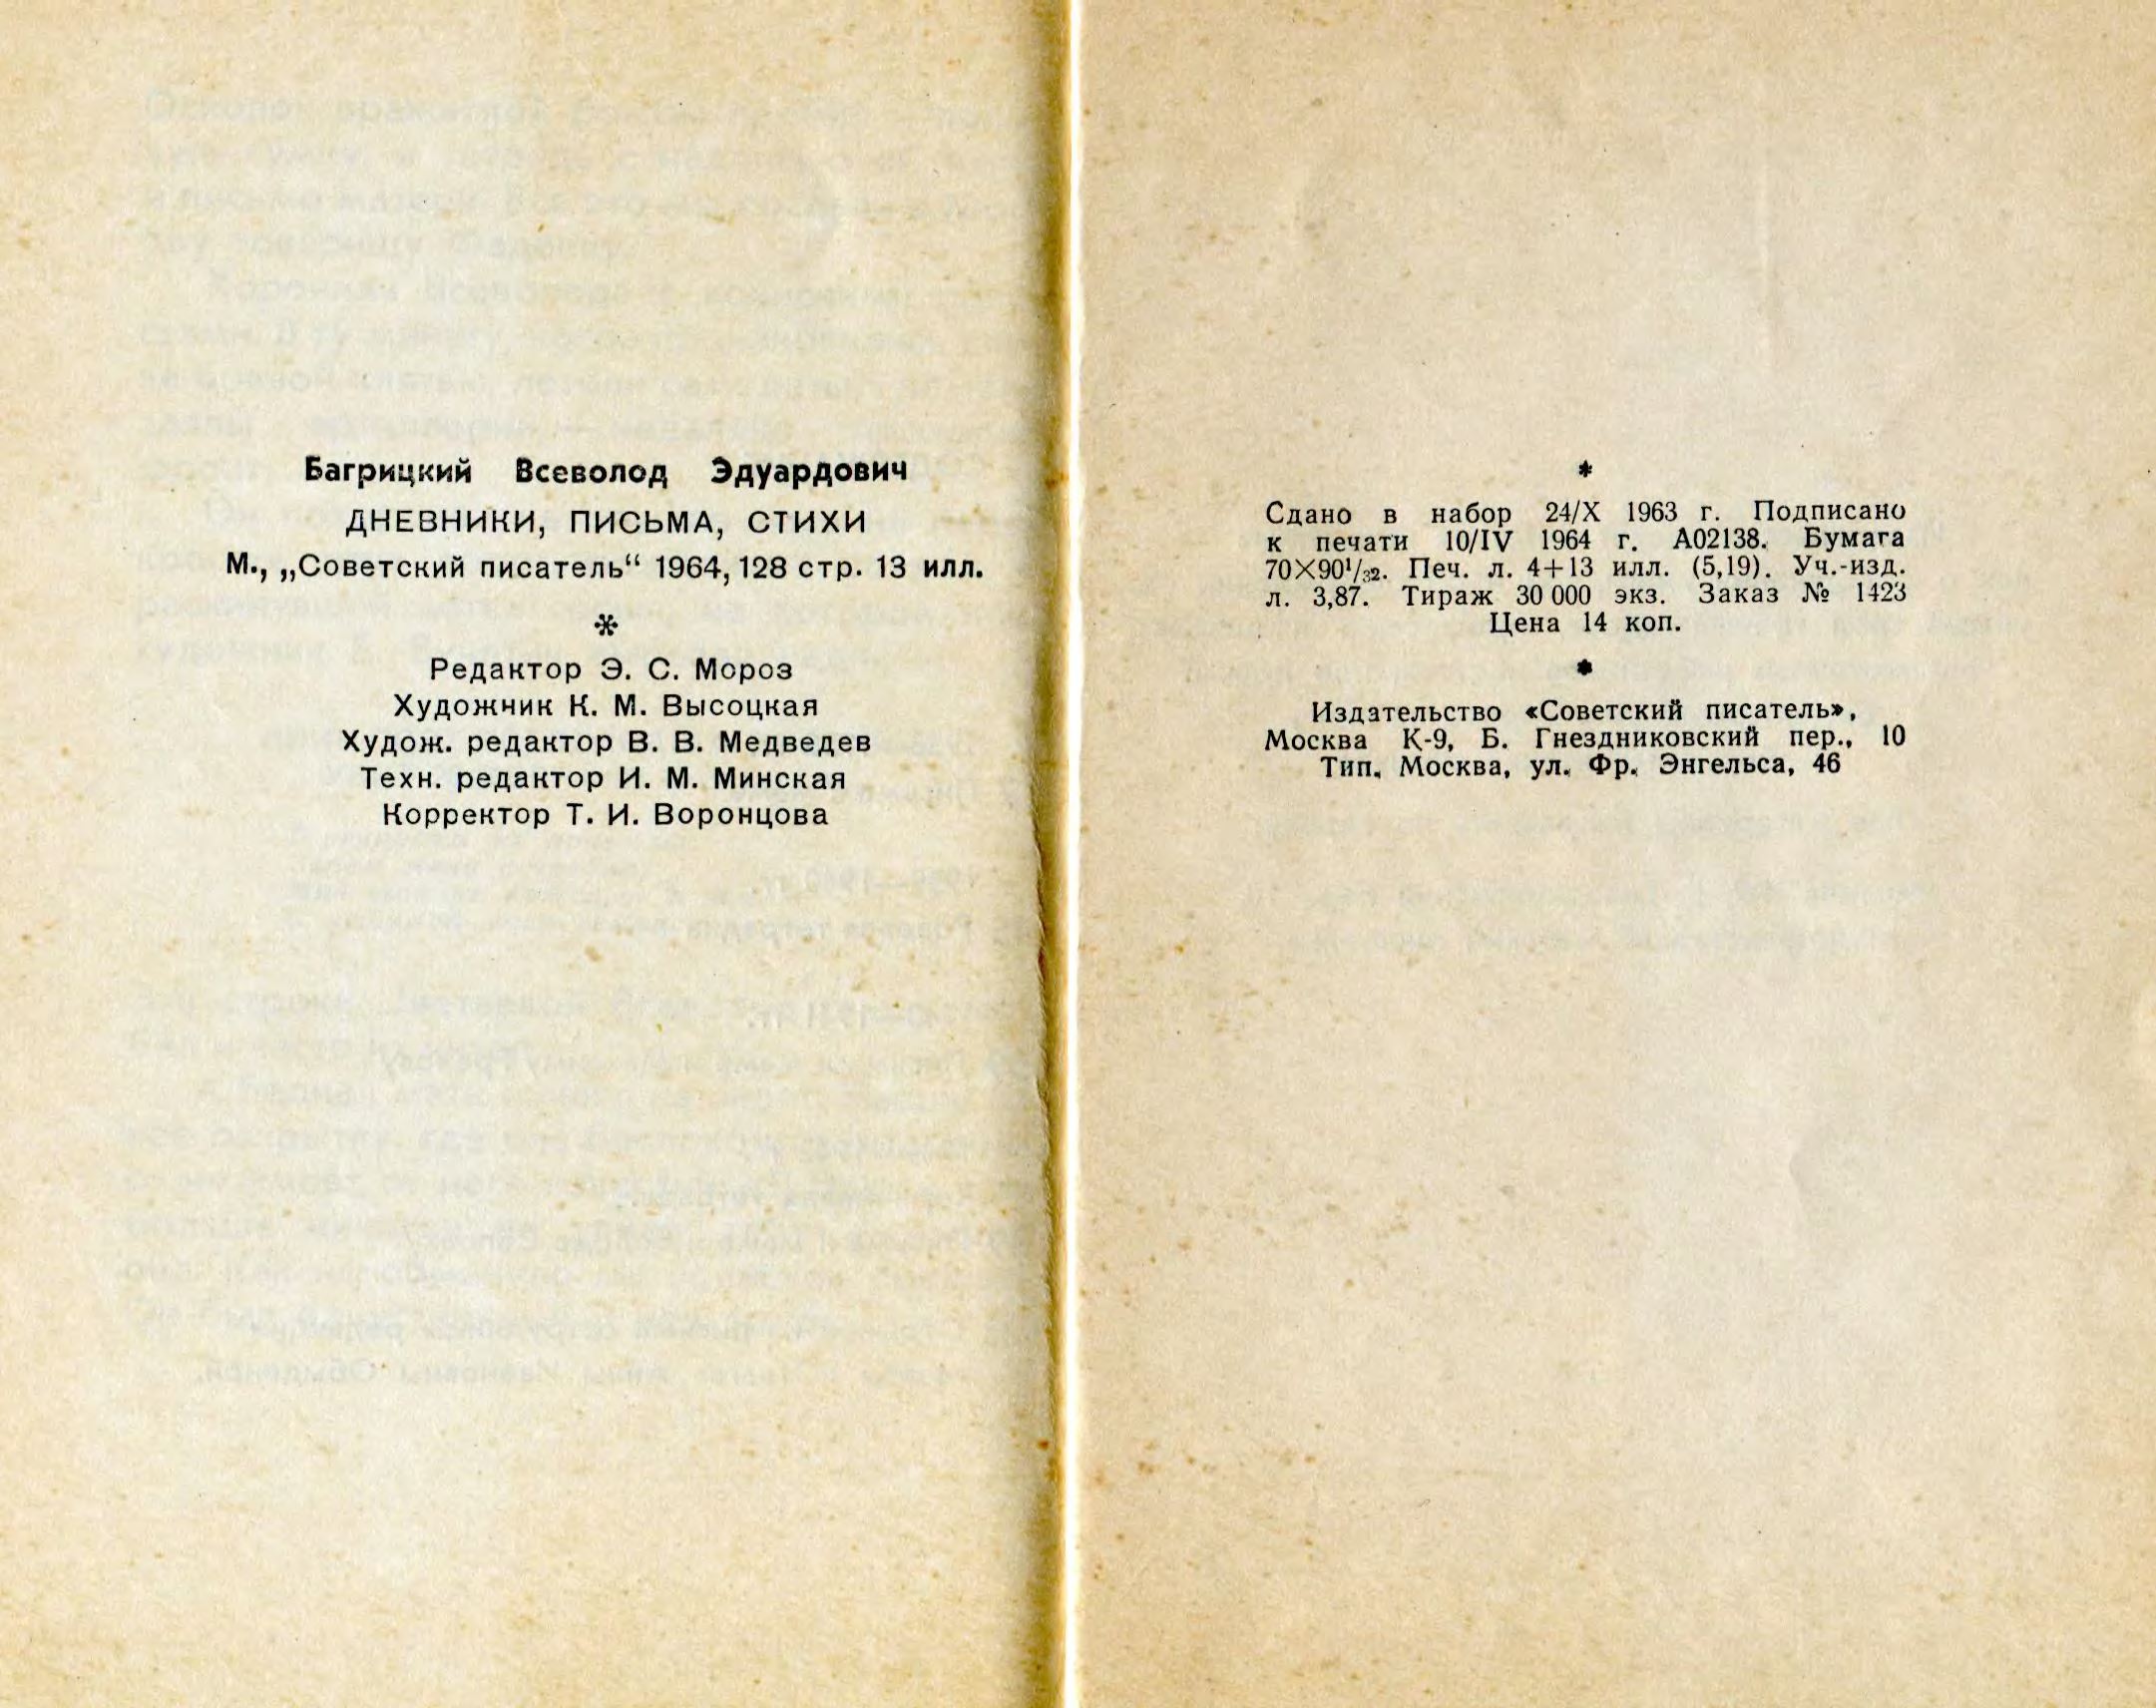 Багрицкий Всеволод Эдуардович
ДНЕВНИКИ, ПИСЬМА, СТИХИ
М., „Советский писатель“ 1964, 128 стр. 13 илл.
*
Редактор Э. С. Мороз
Художник К. М. Высоцкая
Худож. редактор В. В. Медведев
Техн. редактор И. М. Минская
Корректор Т. И. Воронцова
*
Сдано в набор 24/X 1963 г. Подписано
к печати 10/IV 1964 г. А02138. Бумага
70×90¹/₃₂. Печ. л. 4+13 илл. (5,19). Уч.-изд.
л. 3,87. Тираж 30 000 экз. Заказ № 1423
Цена 14 коп.
*
Издательство «Советский писатель»,
Москва К-9, Б. Гнездниковский пер., 10
Тип. Москва, ул. Фр. Энгельса, 46